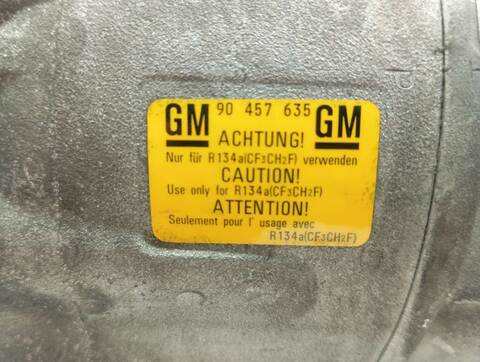 GM 90 457 635 GM
ACHTUNG!
Nur für R134a(CF3CH2F) verwenden
CAUTION!
Use only for R134a(CF3CH2F)
ATTENTION!
Seulement pour l' usage avec
R134a(CF3CH2F)